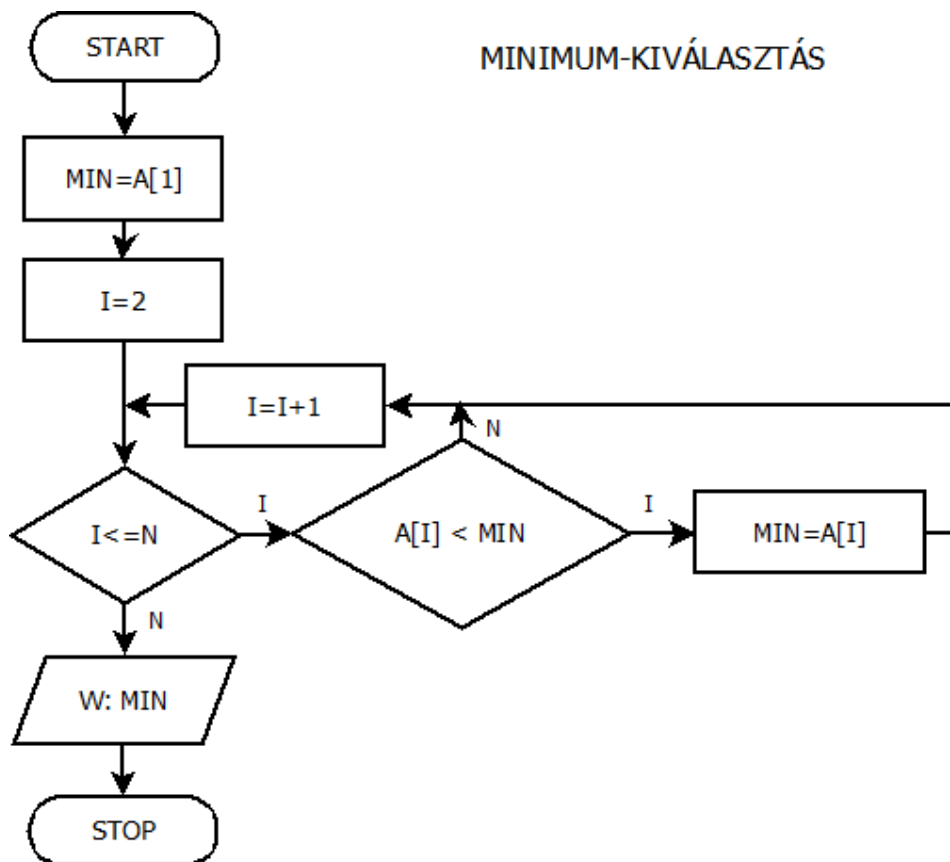 START
MINIMUM-KIVÁLASZTÁS
MIN=A[1]
I=2
I=I+1
N
I<=N
I
A[I] < MIN
I
MIN=A[I]
N
W: MIN
STOP